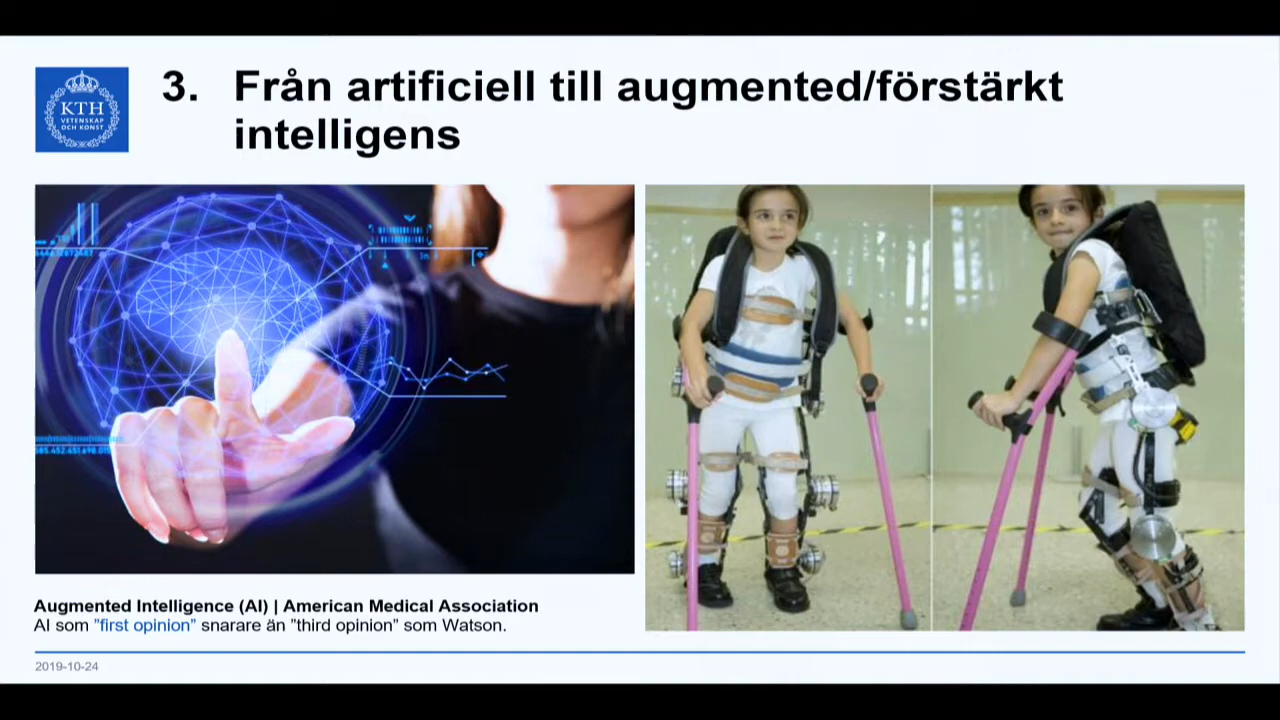 KTH
VETENSKAP
OCH KONST
3. Från artificiell till augmented/förstärkt
intelligens
Augmented Intelligence (AI) | American Medical Association
AI som ”first opinion” snarare än ”third opinion” som Watson.
2019-10-24